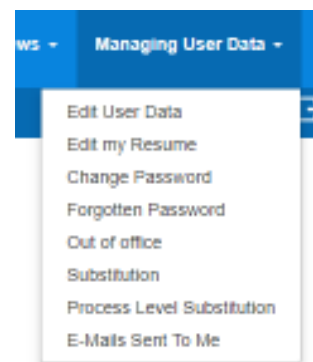 ws
Managing User Data
Edit User Data
Edit my Resume
Change Password
Forgotten Password
Out of office
Substitution
Process Level Substitution
E-Mails Sent To Me